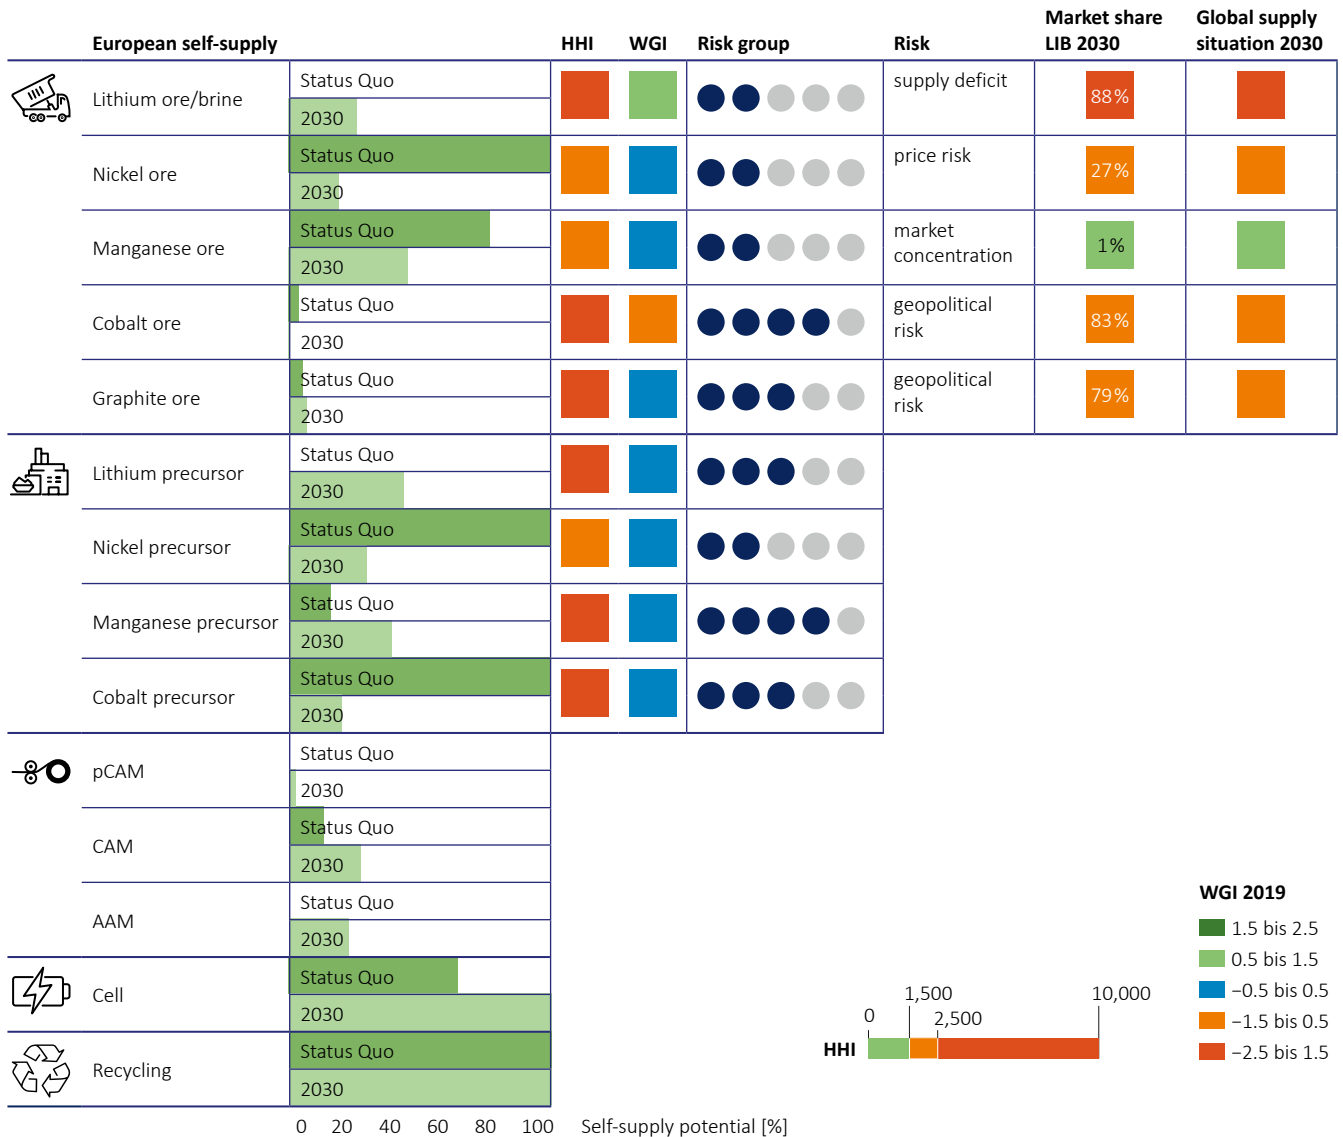 European self-supply
HHI
WGI
Risk group
Risk
Market share
LIB 2030
Global supply
situation 2030
Lithium ore/brine
Status Quo
2030
supply deficit
88%
Nickel ore
Status Quo
2030
price risk
27%
Manganese ore
Status Quo
2030
market
concentration
1%
Cobalt ore
Status Quo
2030
geopolitical
risk
83%
Graphite ore
Status Quo
2030
geopolitical
risk
79%
Lithium precursor
Status Quo
2030
Nickel precursor
Status Quo
2030
Manganese precursor
Status Quo
2030
Cobalt precursor
Status Quo
2030
pCAM
Status Quo
2030
CAM
Status Quo
2030
AAM
Status Quo
2030
Cell
Status Quo
2030
Recycling
Status Quo
2030
0 20 40 60 80 100 Self-supply potential [%]
HHI
0
1,500
2,500
10,000
WGI 2019
1.5 bis 2.5
0.5 bis 1.5
−0.5 bis 0.5
−1.5 bis 0.5
−2.5 bis 1.5